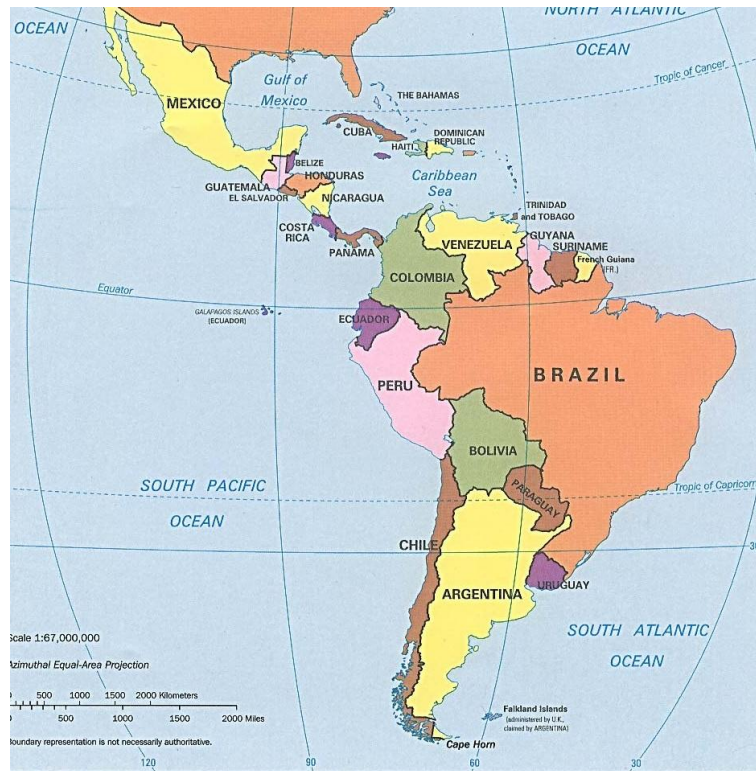 NORTH ATLANTIC
OCEAN
OCEAN
Tropic of Cancer
Gulf of
Mexico
THE BAHAMAS
MEXICO
CUBA
HAITI
DOMINICAN
REPUBLIC
BELIZE
HONDURAS
Caribbean
Sea
GUATEMALA
EL SALVADOR
NICARAGUA
TRINIDAD
and TOBAGO
COSTA
RICA
PANAMA
VENEZUELA
GUYANA
SURINAME
French Guiana
(FR.)
COLOMBIA
Equator
GALAPAGOS ISLANDS
(ECUADOR)
ECUADOR
BRAZIL
PERU
BOLIVIA
SOUTH PACIFIC
OCEAN
PARAGUAY
Tropic of Capricorn
CHILE
30
URUGUAY
ARGENTINA
SOUTH ATLANTIC
OCEAN
Scale 1:67,000,000
Azimuthal Equal-Area Projection
0 500 1000 1500 2000 Kilometers
0 500 1000 1500 2000 Miles
Boundary representation is not necessarily authoritative.
Falkland Islands
(administered by U.K.,
claimed by ARGENTINA)
Cape Horn
120
90
60
30